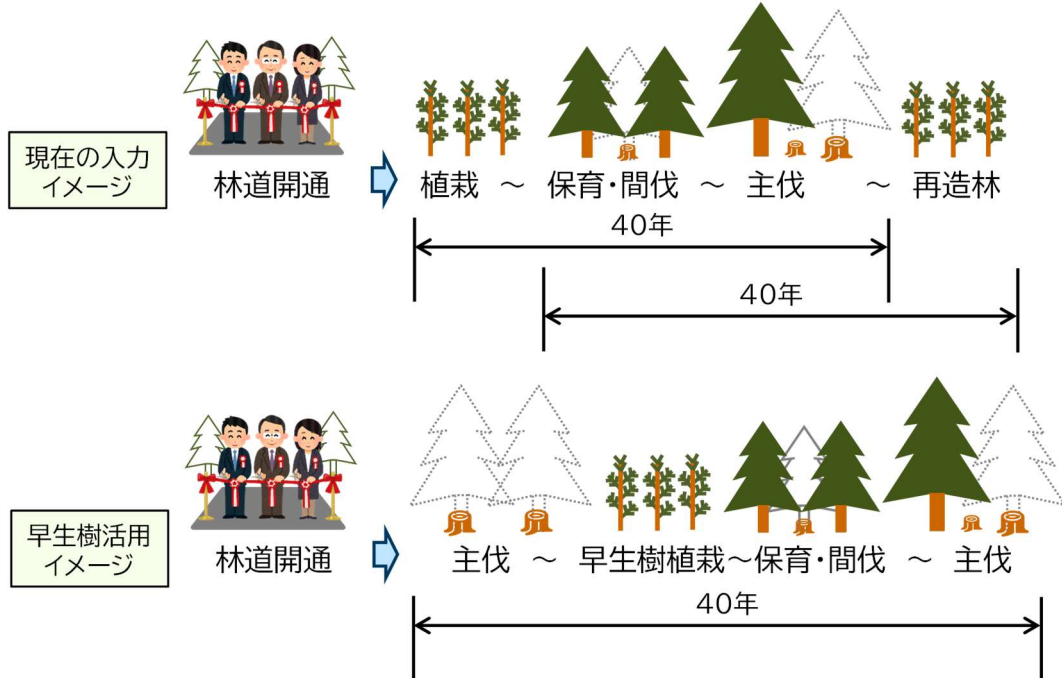 現在の入力
イメージ
林道開通
植栽 ～ 保育・間伐 ～ 主伐 ～ 再造林
40年
40年
早生樹活用
イメージ
林道開通
主伐 ～ 早生樹植栽～保育・間伐 ～ 主伐
40年